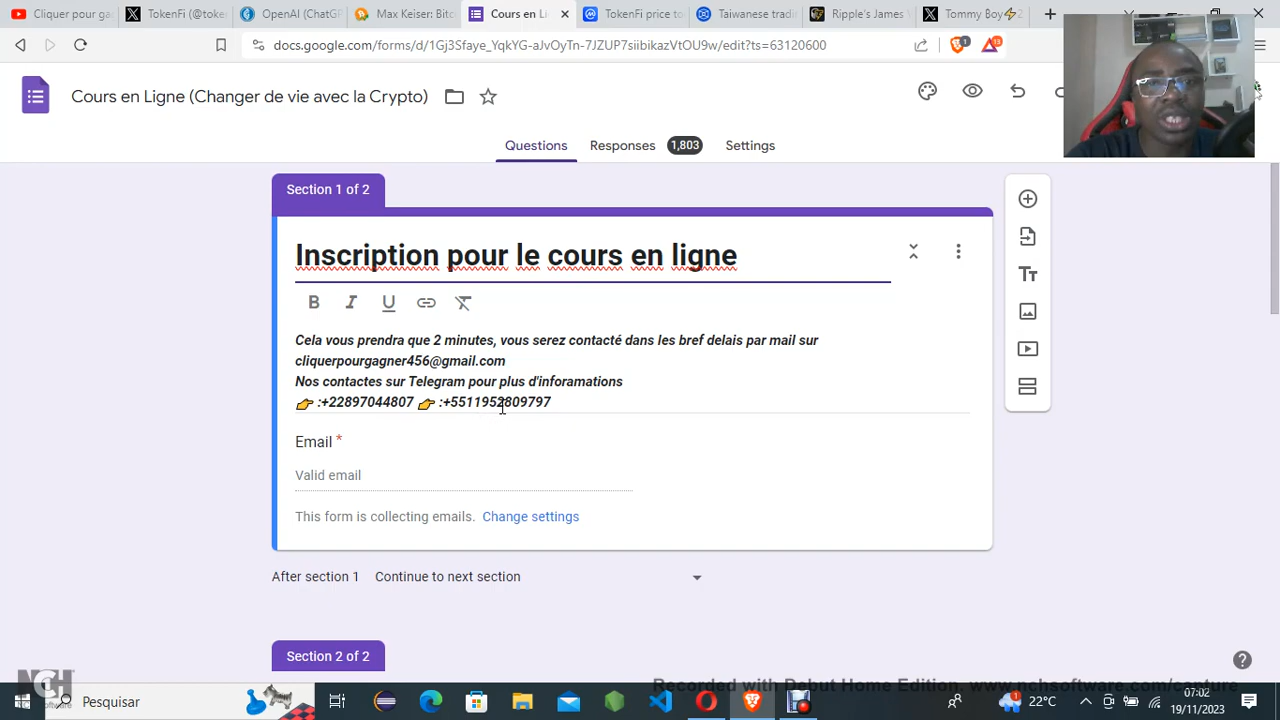 Cliquer pour ga
TokenFi (@toke
OpenAI (ChatGP
Max Keiser: Bitc
Cours en Li
TokenFi price to
Taiwanese tradi
Ripple's James
Tommy Boy⚡2
docs.google.com/forms/d/1Gj3Sfaye_YqkYG-aJvOyTn-7JZUP7siibikazVtOU9w/edit?ts=63120600
1
13
Cours en Ligne (Changer de vie avec la Crypto)
Questions
Responses
1,803
Settings
Section 1 of 2
Inscription pour le cours en ligne
B I U
Cela vous prendra que 2 minutes, vous serez contacté dans les bref delais par mail sur
cliquerpourgagner456@gmail.com
Nos contactes sur Telegram pour plus d'inforamations
👉 :+22897044807 👉 :+5511952809797
Email *
Valid email
This form is collecting emails. Change settings
After section 1 Continue to next section
Section 2 of 2
NCH
Recorded with Debut Home Edition. www.nchsoftware.com/capture
Pesquisar
1
22°C
07:02
19/11/2023